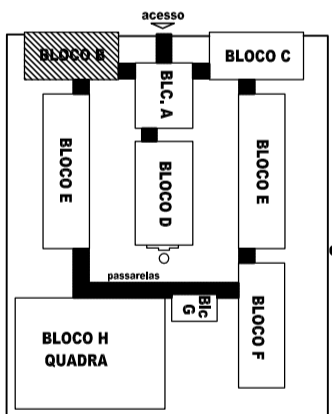 acesso
BLOCO B
BLOCO C
BLC. A
BLOCO E
BLOCO D
BLOCO E
passarelas
Blc
G
BLOCO F
BLOCO H
QUADRA